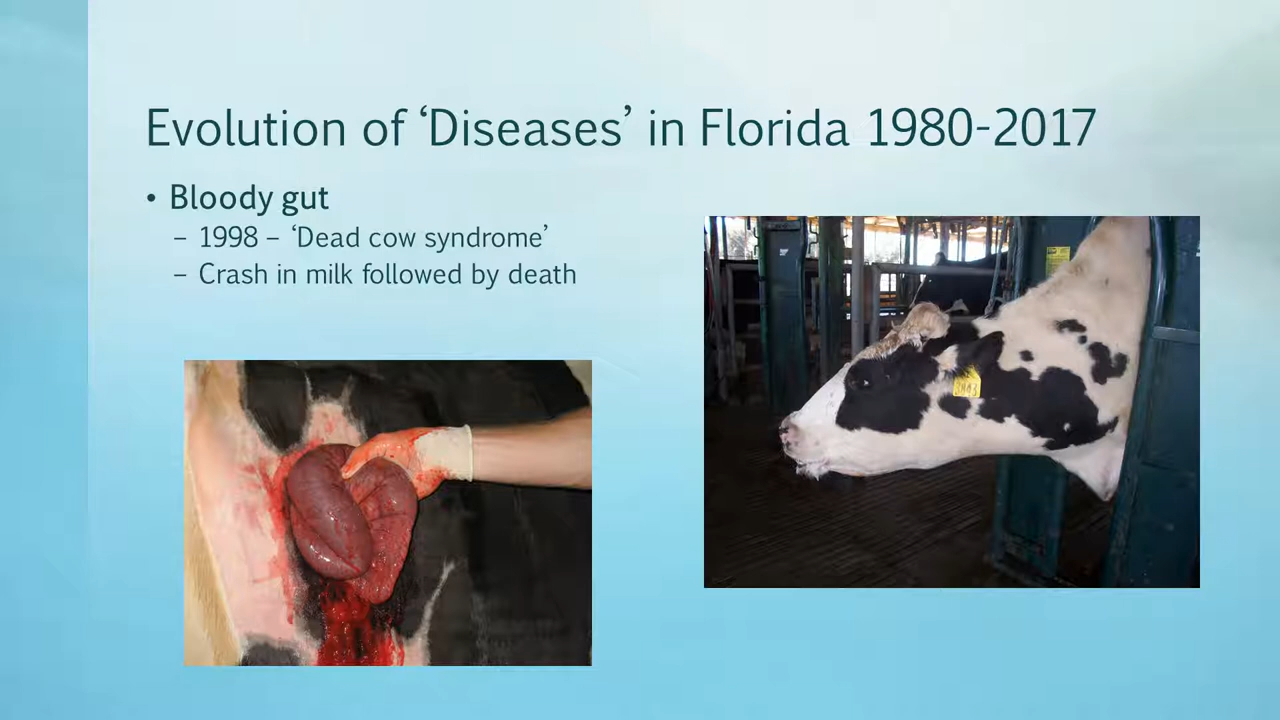 Evolution of ‘Diseases’ in Florida 1980-2017
• Bloody gut
– 1998 – ‘Dead cow syndrome’
– Crash in milk followed by death